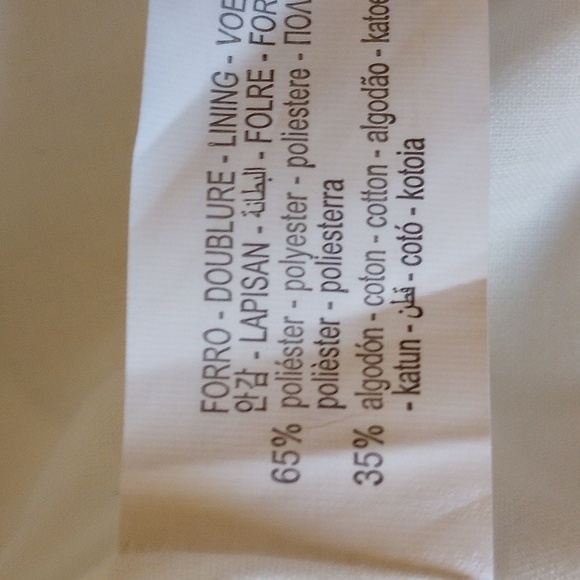 FORRO - DOUBLURE - LINING - VOE
안감 - LAPISAN - البطانة - FOLRE - FOR
65% poliéster - polyester - poliestere - ПОЛ
polièster - poliesterra
35% algodón - coton - cotton - algodão - katoe
- katun - قطن - cotó - kotoia